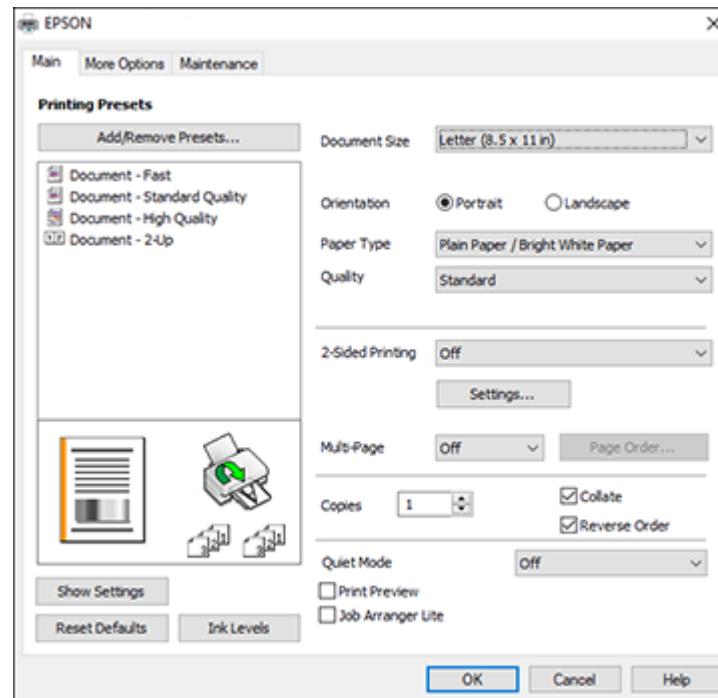 EPSON
Main More Options Maintenance
Printing Presets
Add/Remove Presets...
Document - Fast
Document - Standard Quality
Document - High Quality
Document - 2-Up
Show Settings
Reset Defaults Ink Levels
Document Size Letter (8.5 x 11 in)
Orientation Portrait Landscape
Paper Type Plain Paper / Bright White Paper
Quality Standard
2-Sided Printing Off
Settings...
Multi-Page Off Page Order...
Copies 1 Collate
Reverse Order
Quiet Mode Off
Print Preview
Job Arranger Lite
OK Cancel Help